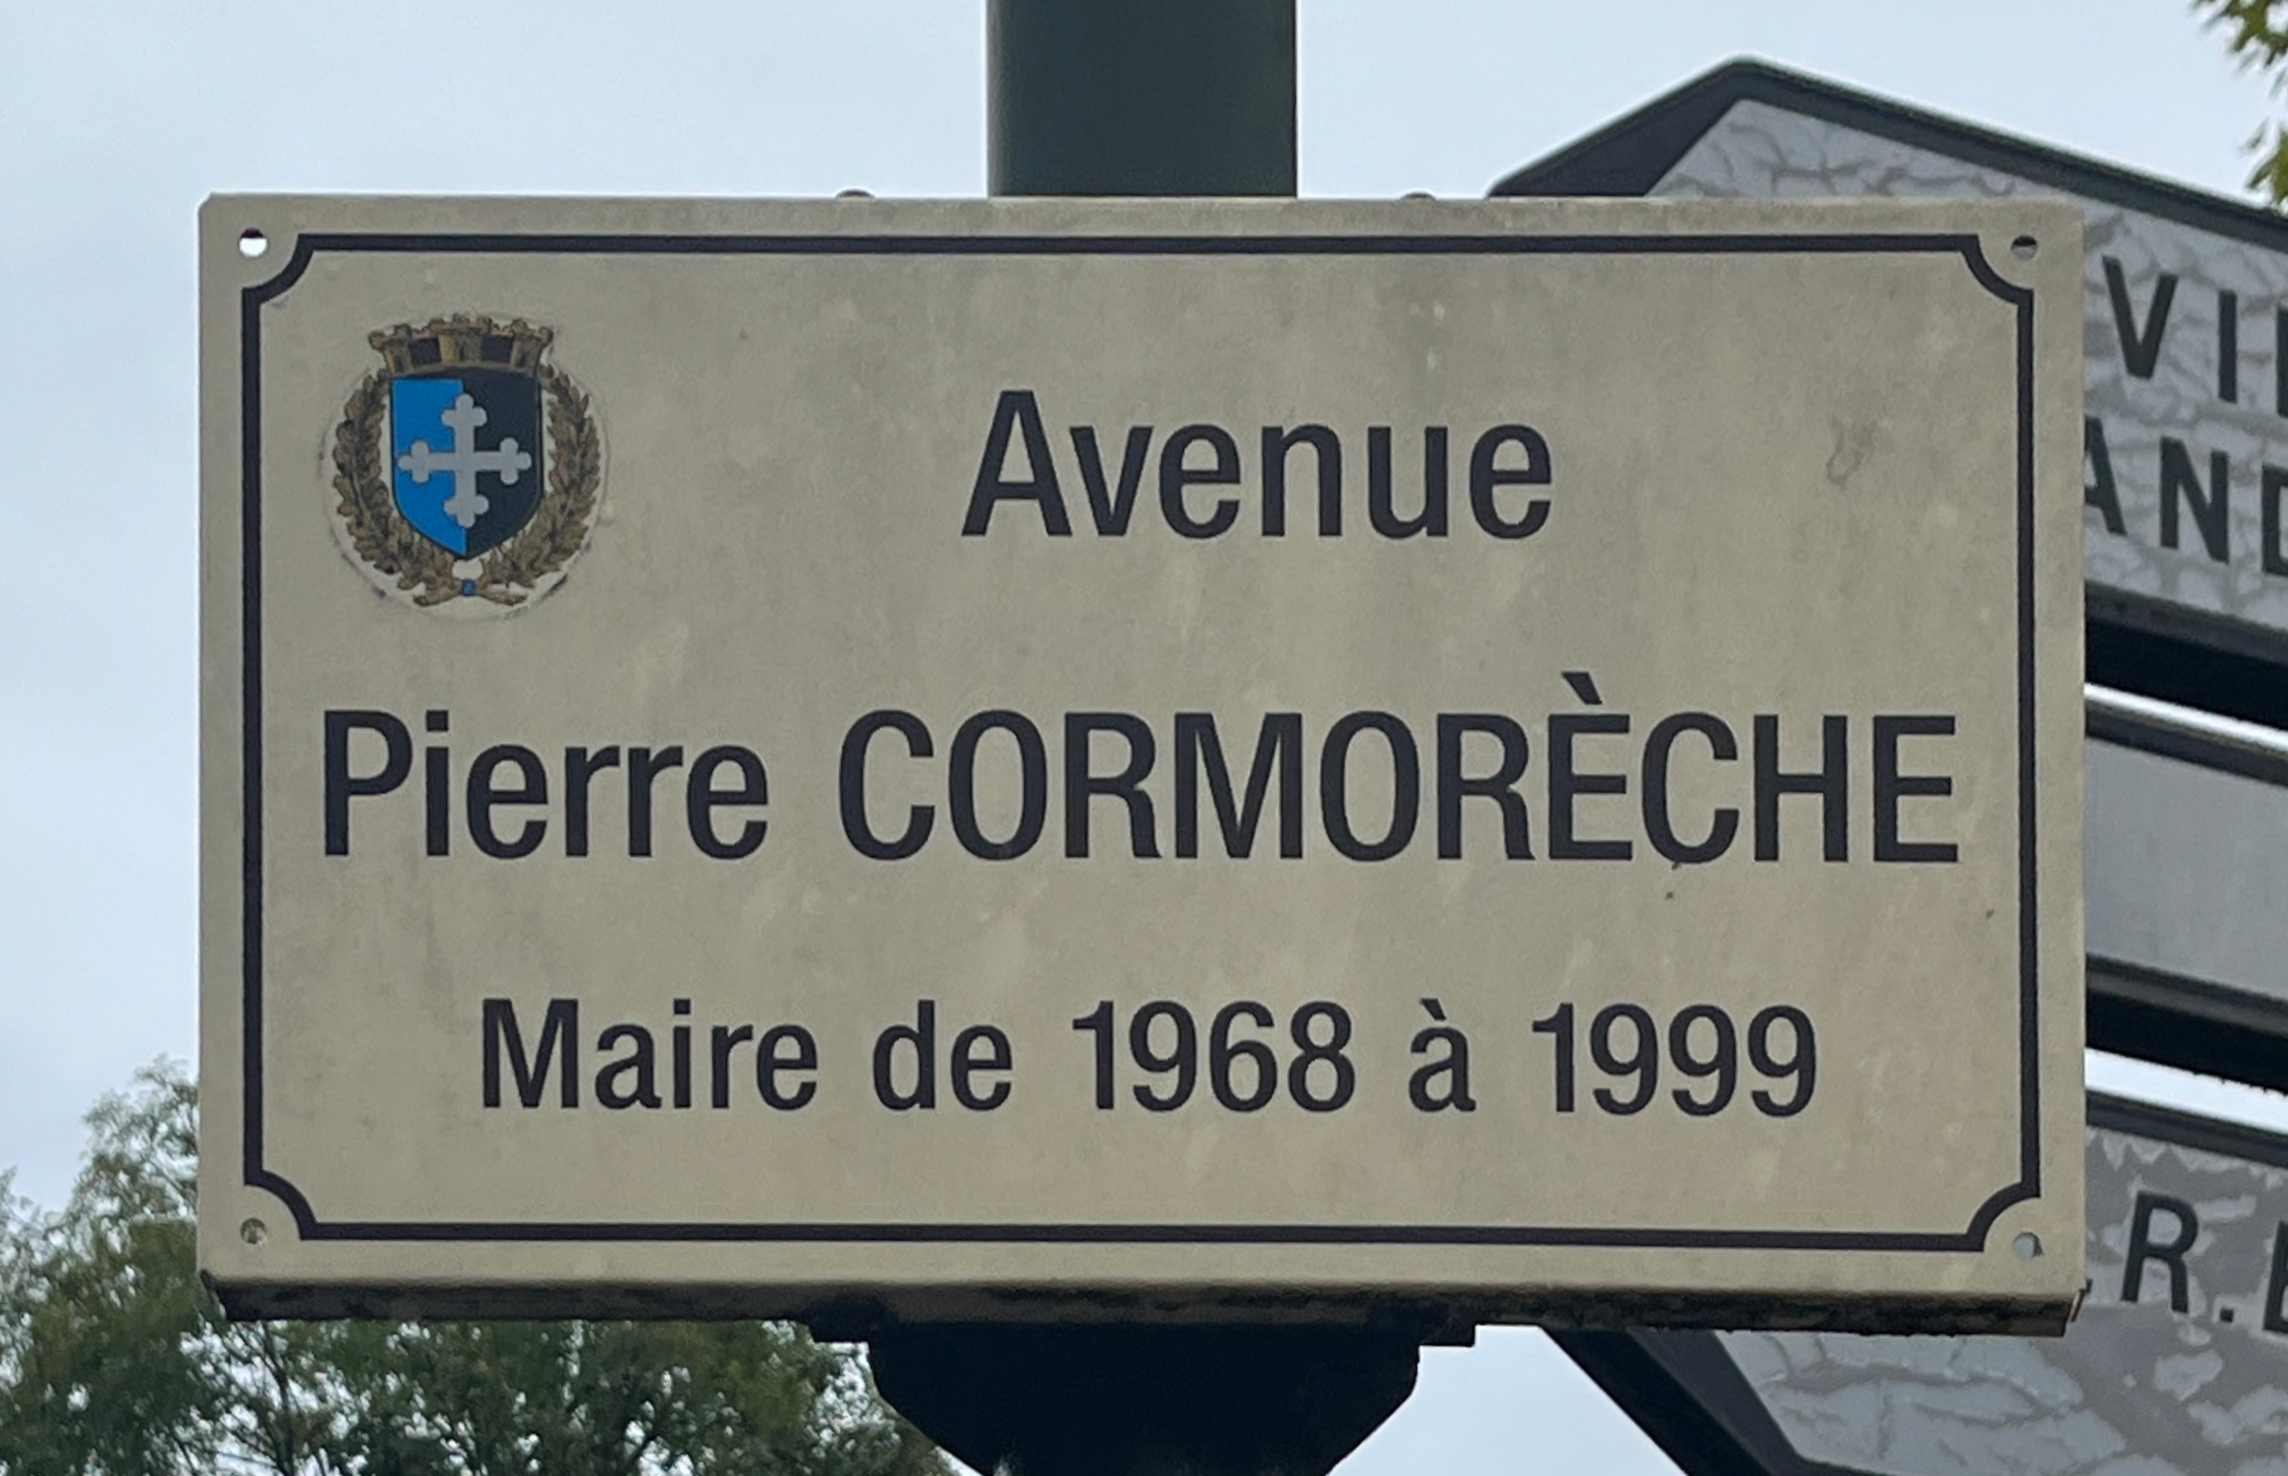 Avenue
Pierre CORMORÈCHE
Maire de 1968 à 1999